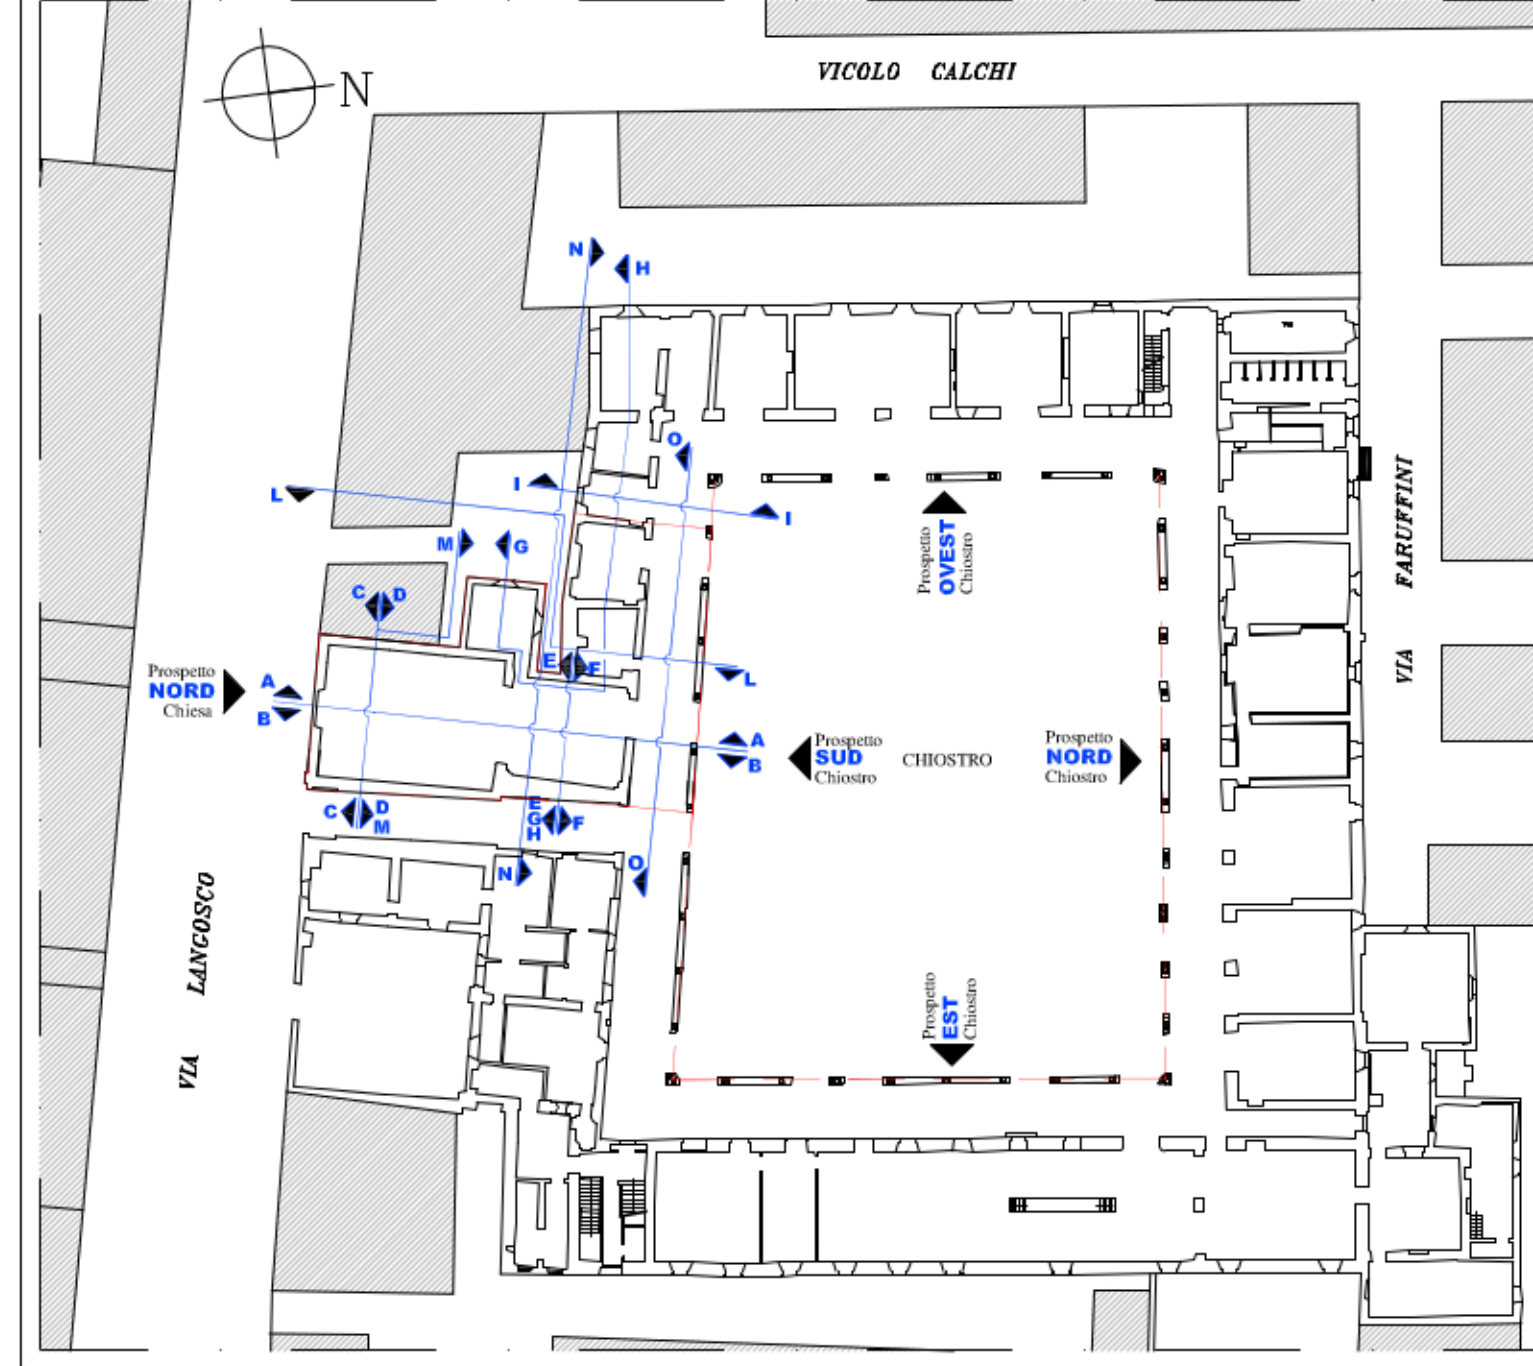 VICOLO CALCHI
N
N
H
O
L
I
I
M
G
C
D
E
F
L
Prospetto
NORD
Chiesa
A
B
A
B
C
D
M
E
G
H
F
N
O
Prospetto
OVEST
Chiostro
Prospetto
SUD
Chiostro
CHIOSTRO
Prospetto
NORD
Chiostro
Prospetto
EST
Chiostro
VIA FARUFFINI
VIA LANGOSCO